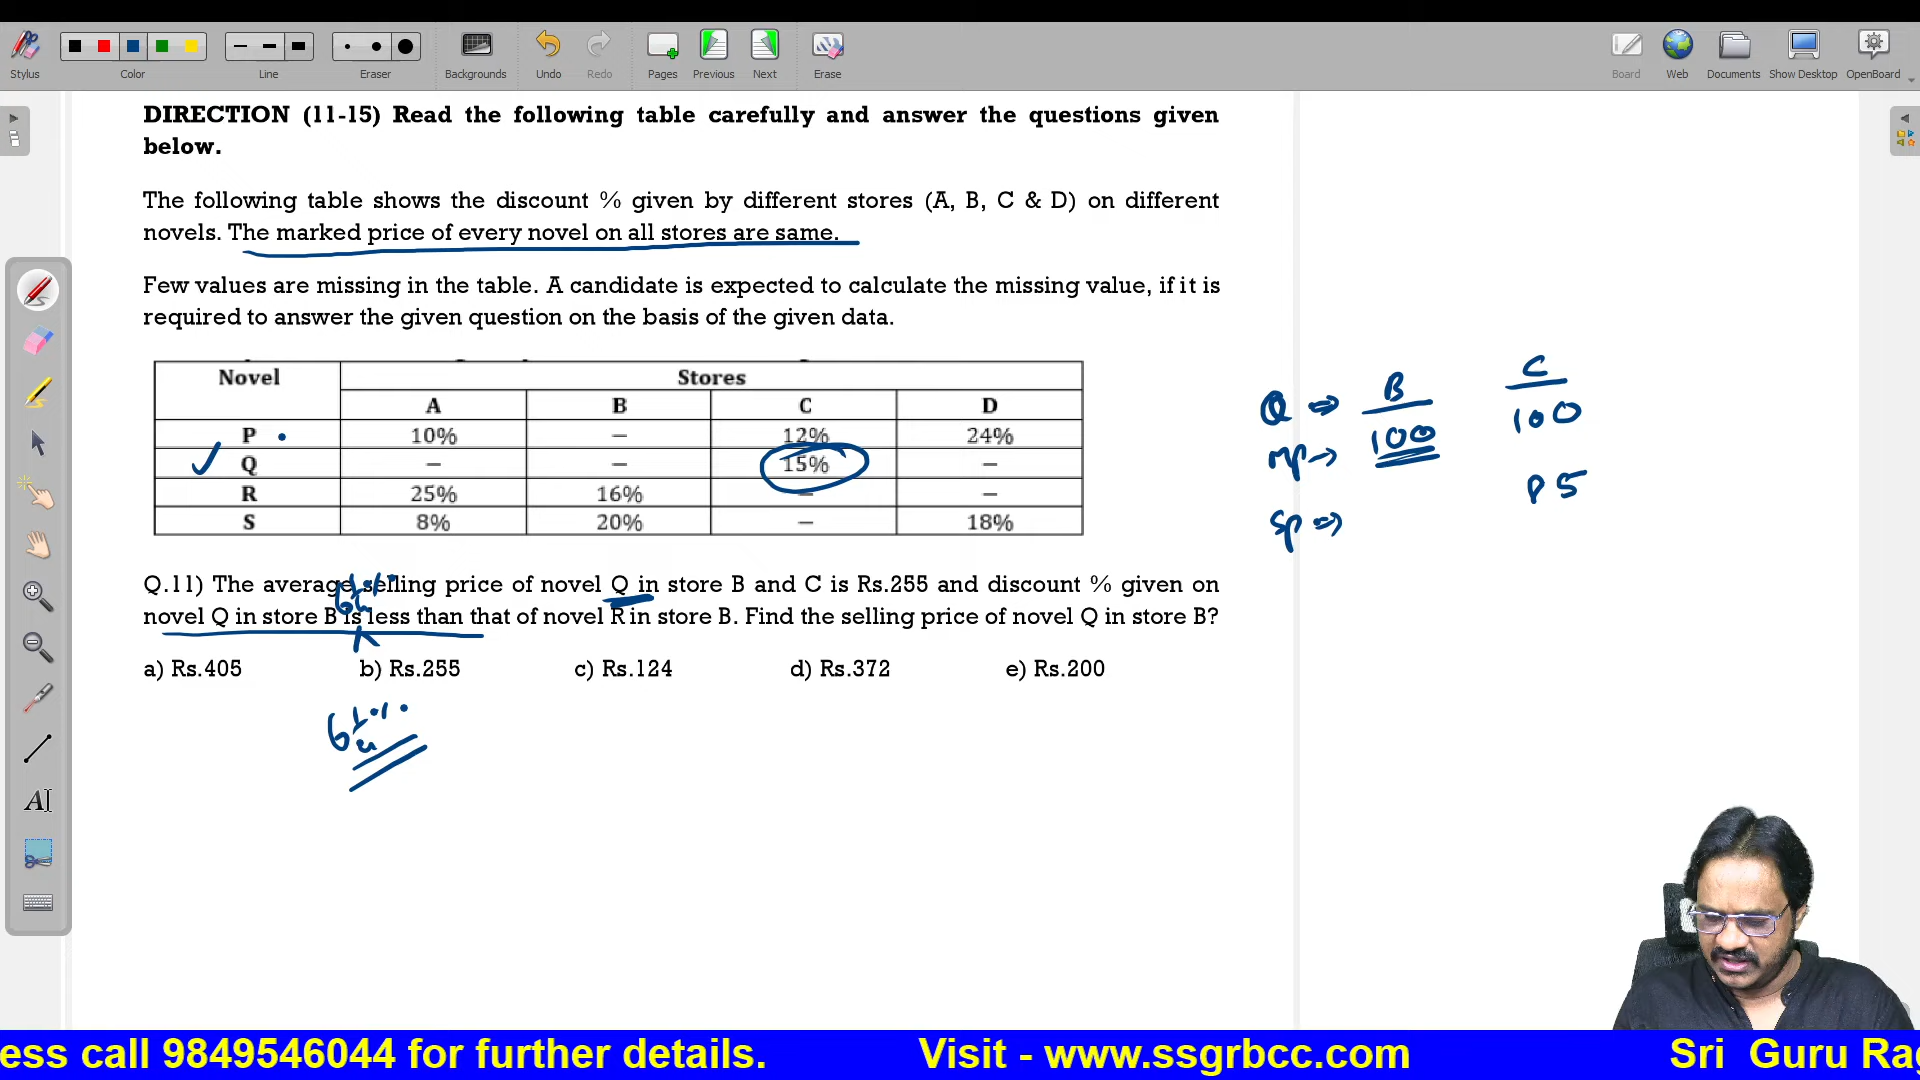 Stylus
Color
Line
Eraser
Backgrounds
Undo
Redo
Pages
Previous
Next
Erase
Board
Web
Documents
Show Desktop
OpenBoard
DIRECTION (11-15) Read the following table carefully and answer the questions given
below.
The following table shows the discount % given by different stores (A, B, C & D) on different
novels. The marked price of every novel on all stores are same.
Few values are missing in the table. A candidate is expected to calculate the missing value, if it is
required to answer the given question on the basis of the given data.
Novel Stores
A B C D
P 10% – 12% 24%
Q – – 15% –
R 25% 16% – –
S 8% 20% – 18%
Q ⇒ B C
MP → 100 100
85
SP ⇒
Q.11) The average selling price of novel Q in store B and C is Rs.255 and discount % given on
novel Q in store B is less than that of novel R in store B. Find the selling price of novel Q in store B?
a) Rs.405 b) Rs.255 c) Rs.124 d) Rs.372 e) Rs.200
ess call 9849546044 for further details. Visit - www.ssgrbcc.com Sri Guru Rag